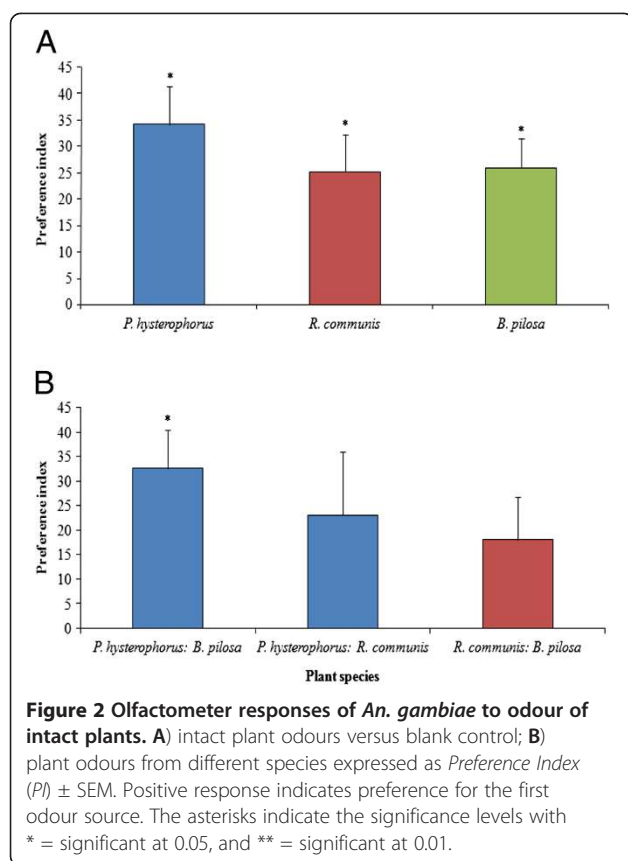 A
Preference index
45
40
35
30
25
20
15
10
5
0
*
*
*
P. hysterophorus
R. communis
B. pilosa
B
Preference index
45
40
35
30
25
20
15
10
5
0
*
P. hysterophorus: B. pilosa
P. hysterophorus: R. communis
R. communis: B. pilosa
Plant species
Figure 2 Olfactometer responses of An. gambiae to odour of
intact plants. A) intact plant odours versus blank control; B)
plant odours from different species expressed as Preference Index
(PI) ± SEM. Positive response indicates preference for the first
odour source. The asterisks indicate the significance levels with
* = significant at 0.05, and ** = significant at 0.01.